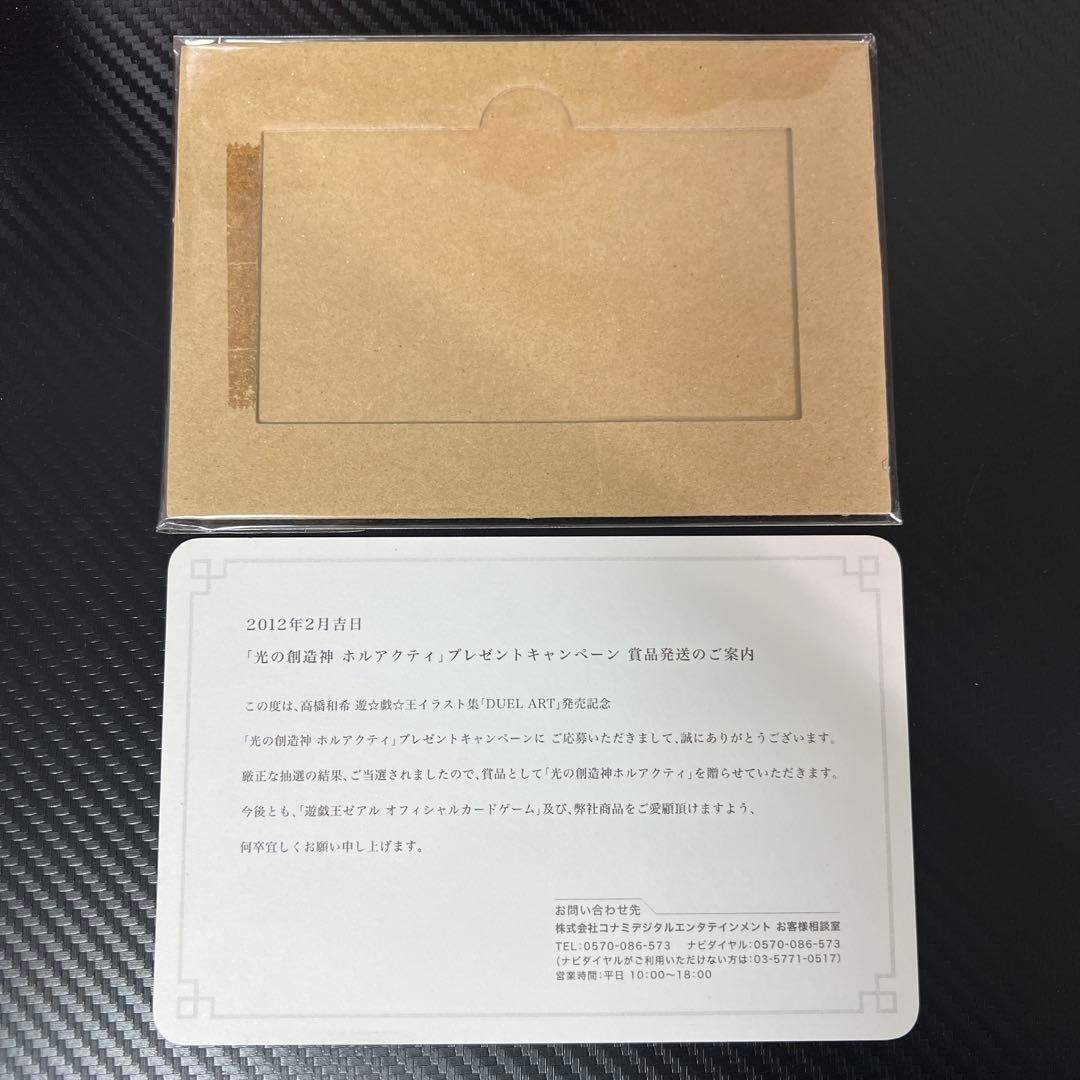 2012年2月吉日
「光の創造神 ホルアクティ」プレゼントキャンペーン 賞品発送のご案内
この度は、高橋和希 遊☆戯☆王イラスト集「DUEL ART」発売記念
「光の創造神 ホルアクティ」プレゼントキャンペーンに ご応募いただきまして、誠にありがとうございます。
厳正な抽選の結果、ご当選されましたので、賞品として「光の創造神ホルアクティ」を贈らせていただきます。
今後とも、「遊戯王ゼアル オフィシャルカードゲーム」及び、弊社商品をご愛顧頂けますよう、
何卒宜しくお願い申し上げます。
お問い合わせ先
株式会社コナミデジタルエンタテインメント お客様相談室
TEL:0570-086-573 ナビダイヤル:0570-086-573
(ナビダイヤルがご利用いただけない方は:03-5771-0517)
営業時間:平日 10:00〜18:00